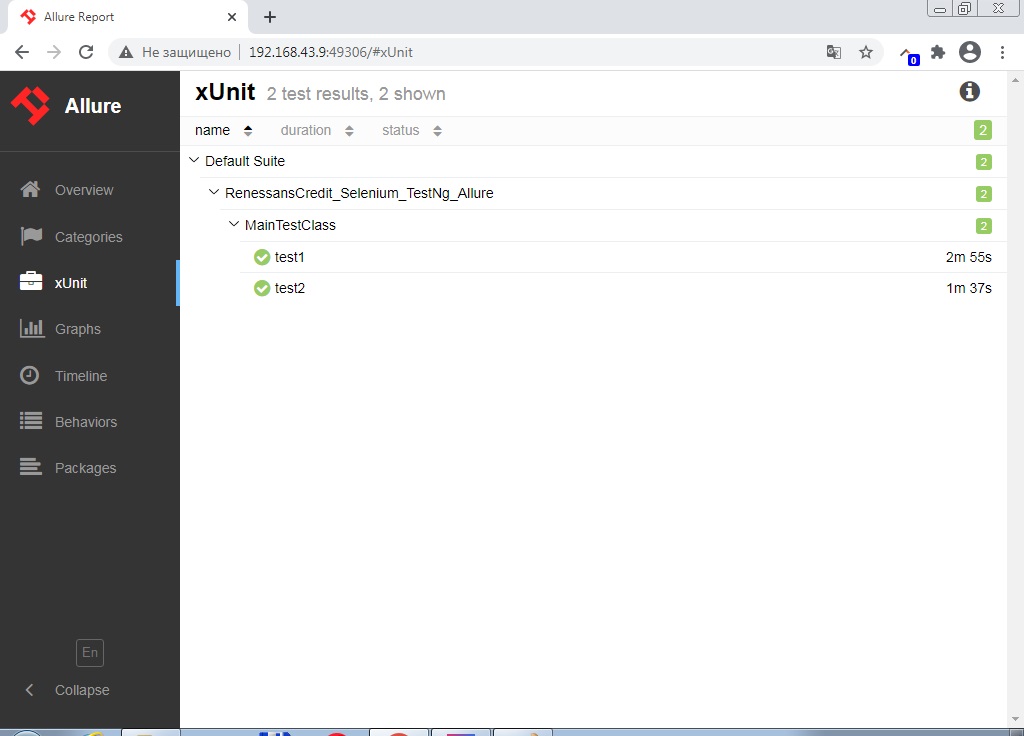 Allure Report
Не защищено 192.168.43.9:49306/#xUnit
0
Allure
Overview
Categories
xUnit
Graphs
Timeline
Behaviors
Packages
En
Collapse
xUnit 2 test results, 2 shown
name duration status 2
Default Suite 2
RenessansCredit_Selenium_TestNg_Allure 2
MainTestClass 2
test1 2m 55s
test2 1m 37s